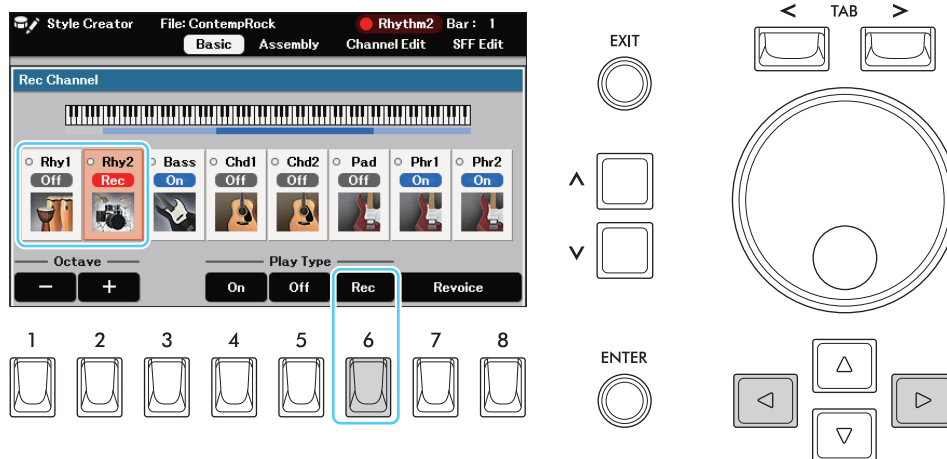 Style Creator File: ContempRock Rhythm2 Bar: 1
Basic Assembly Channel Edit SFF Edit
Rec Channel
Rhy1 Rhy2 Bass Chd1 Chd2 Pad Phr1 Phr2
Off Rec On Off Off Off On On
Octave Play Type
− + On Off Rec Revoice
1 2 3 4 5 6 7 8
< TAB >
EXIT
∧
∨
ENTER
△
◁ ▷
▽